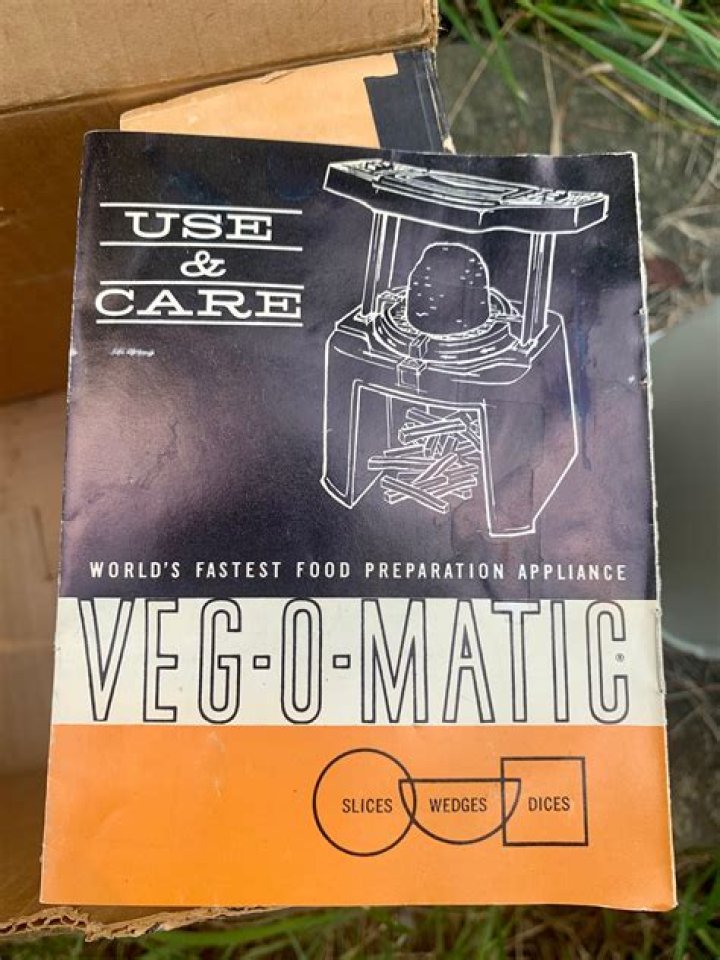 USE
&
CARE
WORLD'S FASTEST FOOD PREPARATION APPLIANCE
VEG-O-MATIC®
SLICES WEDGES DICES